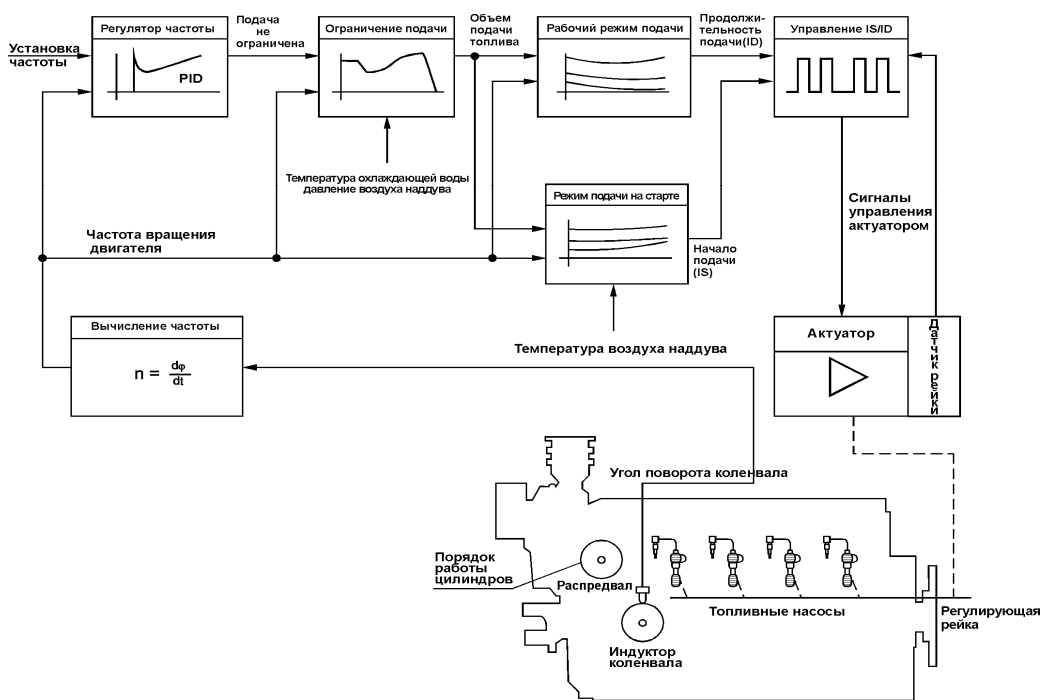 Установка
частоты
Регулятор частоты
PID
Подача
не
ограничена
Ограничение подачи
Объем
подачи
топлива
Рабочий режим подачи
Продолжи-
тельность
подачи(ID)
Управление IS/ID
Температура охлаждающей воды
давление воздуха наддува
Режим подачи на старте
Начало
подачи
(IS)
Сигналы
управления
актуатором
Частота вращения
двигателя
Вычисление частоты
n = dφ
dt
Температура воздуха наддува
Актуатор
Датчик рейки
Угол поворота коленвала
Порядок
работы
цилиндров
Распредвал
Топливные насосы
Регулирующая
рейка
Индуктор
коленвала